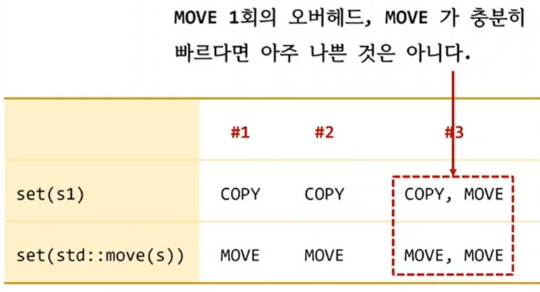 MOVE 1회의 오버헤드, MOVE 가 충분히
빠르다면 아주 나쁜 것은 아니다.
#1 #2 #3
set(s1) COPY COPY COPY, MOVE
set(std::move(s)) MOVE MOVE MOVE, MOVE